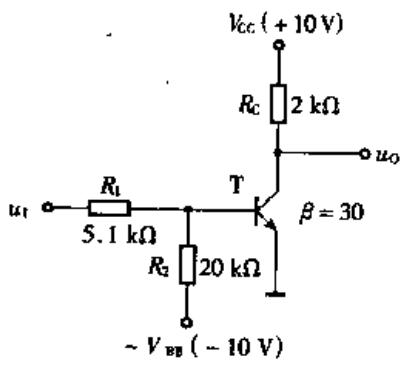 V_CC (+10 V)
R_C 2 kΩ
u_O
T
β=30
R_1
u_I
5.1 kΩ
R_2 20 kΩ
- V_BB (-10 V)